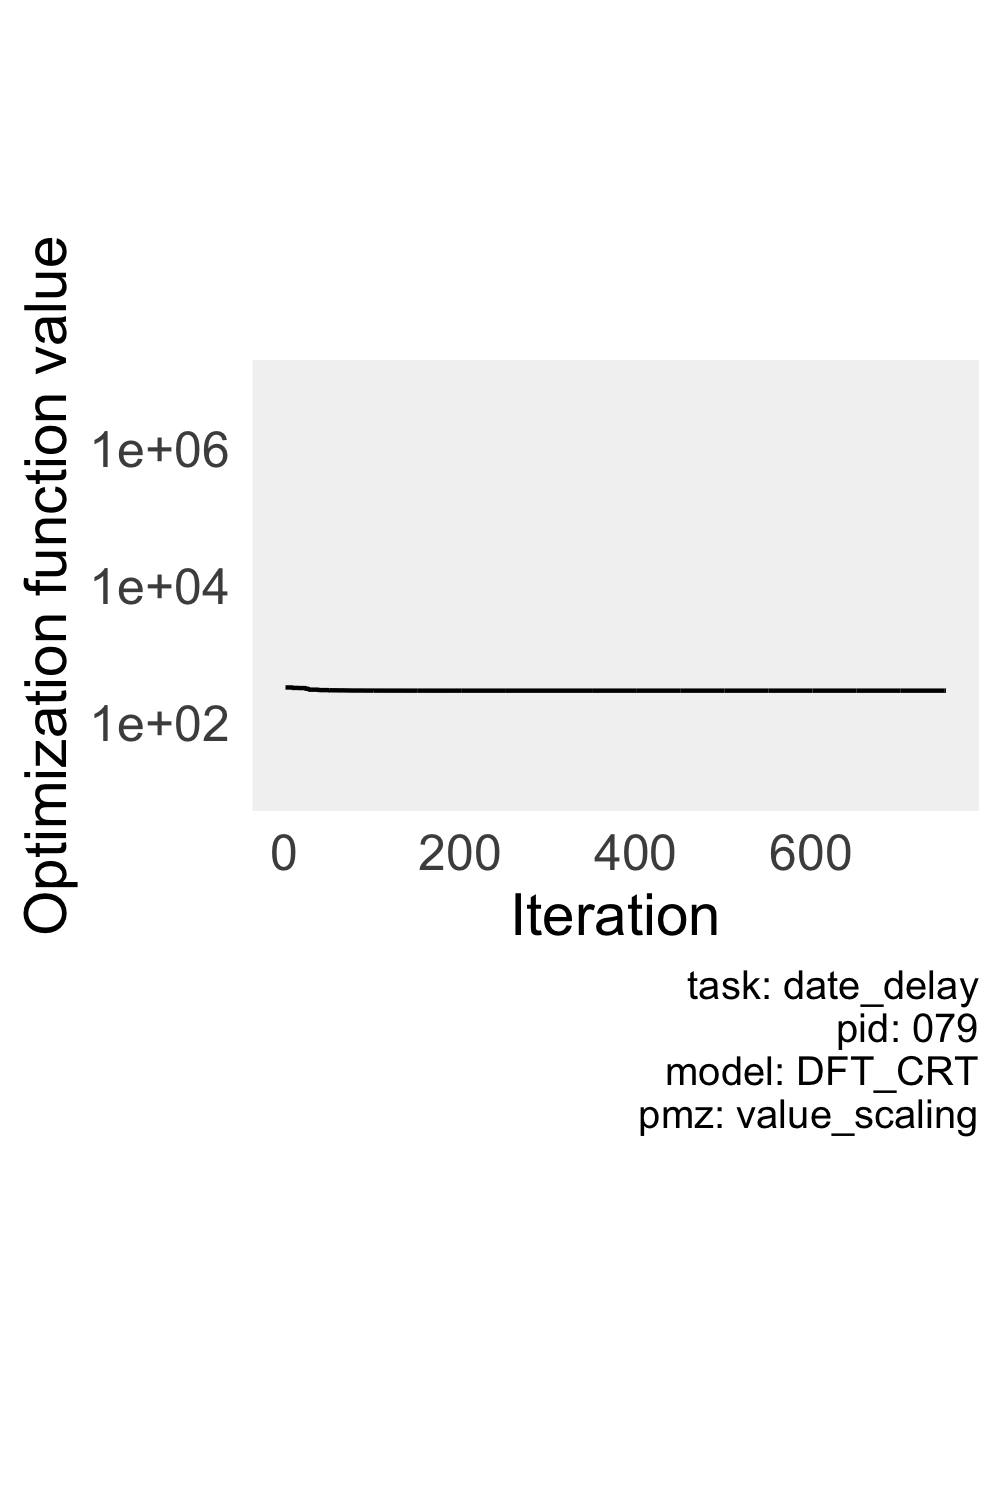 Optimization function value
1e+06
1e+04
1e+02
0 200 400 600
Iteration
task: date_delay
pid: 079
model: DFT_CRT
pmz: value_scaling